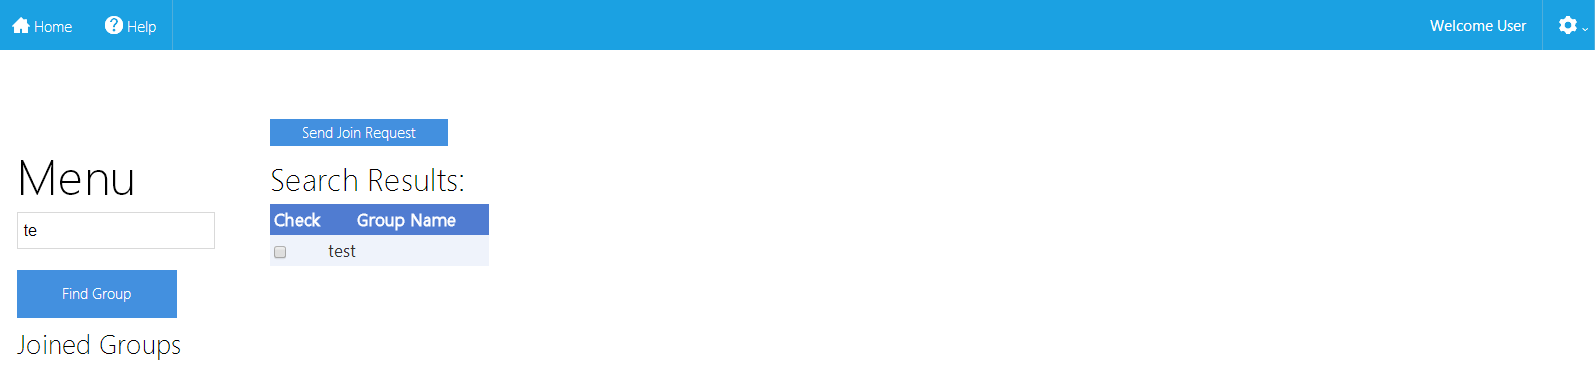 Home Help Welcome User
Send Join Request
Menu
Search Results:
te
Check Group Name
test
Find Group
Joined Groups